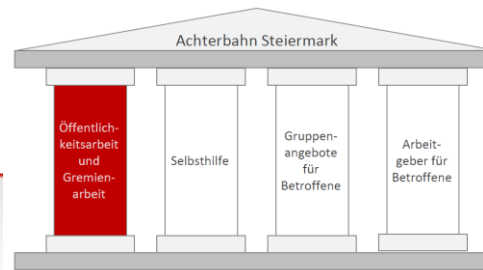 Achterbahn Steiermark
Öffentlich-
keitsarbeit
und
Gremien-
arbeit
Selbsthilfe
Gruppen-
angebote
für
Betroffene
Arbeit-
geber für
Betroffene